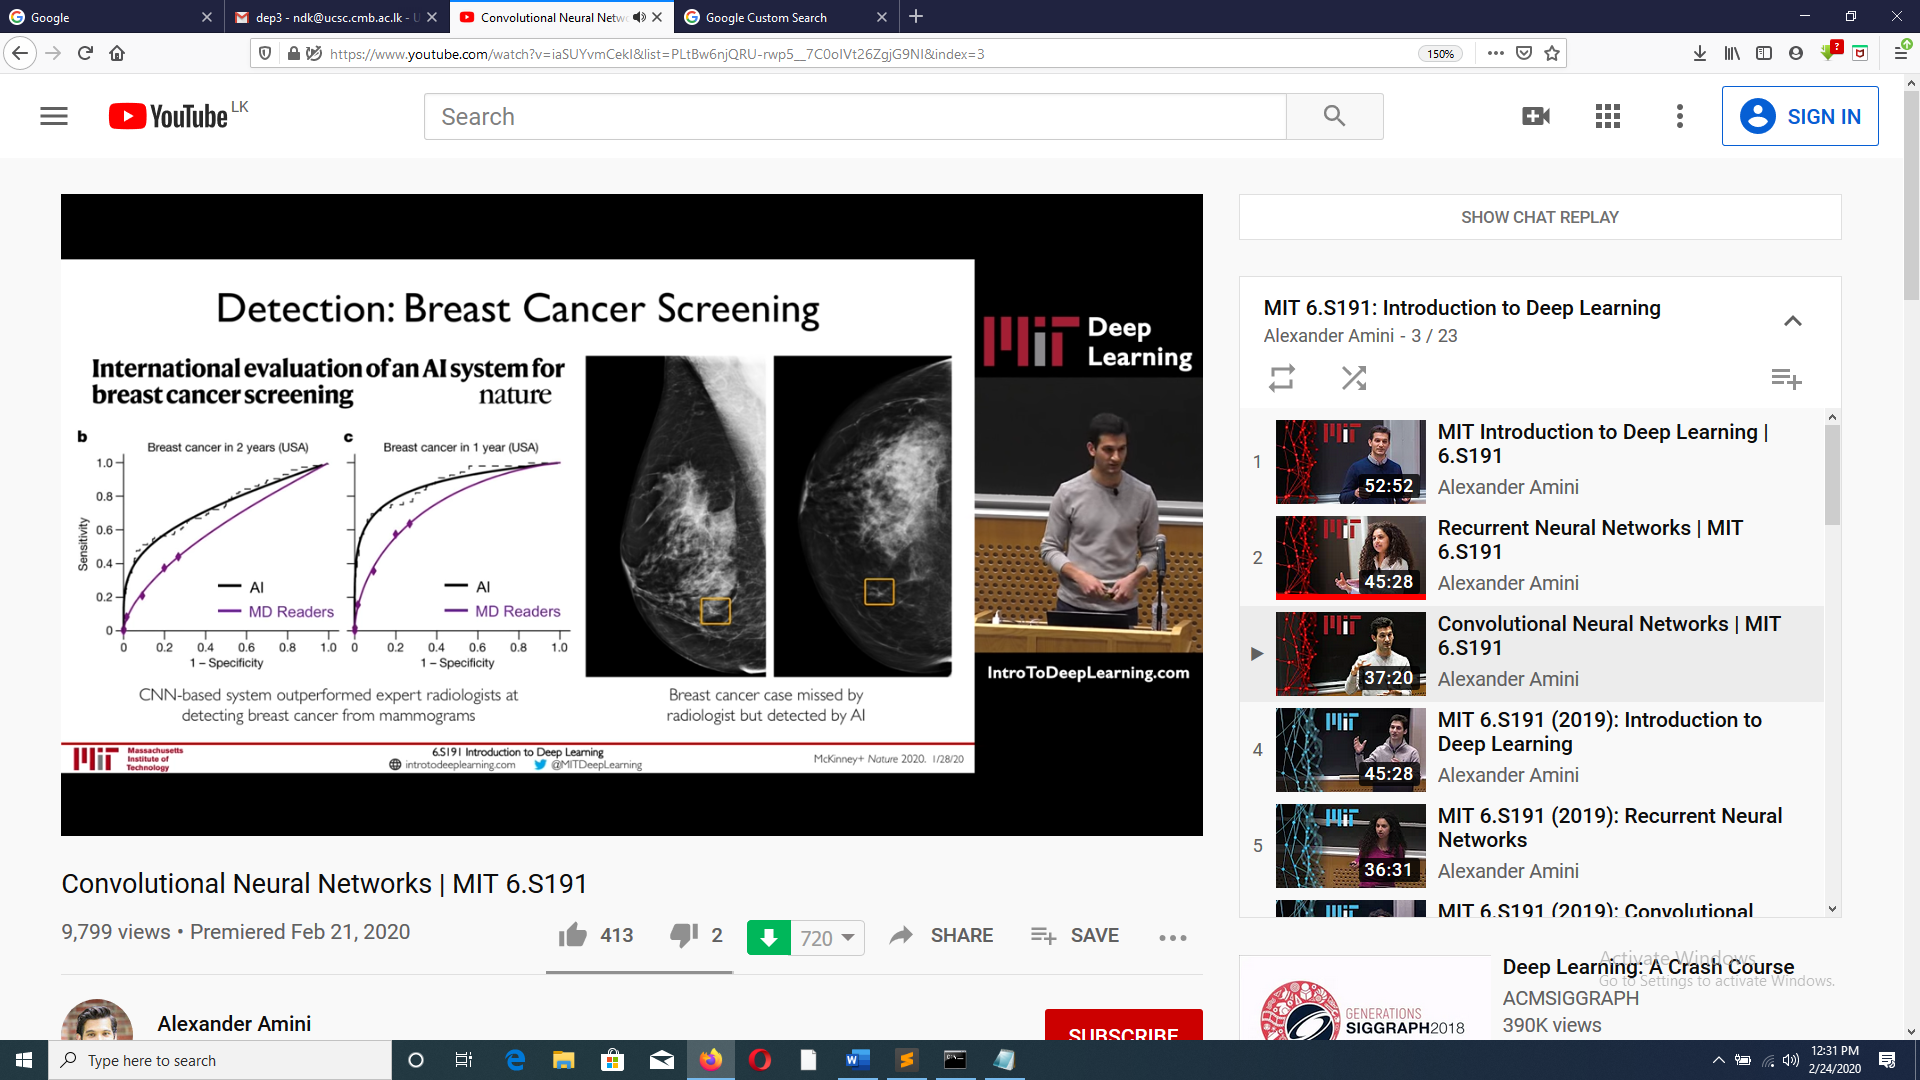 Google
dep3 - ndk@ucsc.cmb.ac.lk - U
Convolutional Neural Netw
Google Custom Search
https://www.youtube.com/watch?v=iaSUYvmCekI&list=PLtBw6njQRU-rwp5__7C0oIVt26ZgjG9NI&index=3
150%
YouTube LK
Search
SIGN IN
Detection: Breast Cancer Screening
International evaluation of an AI system for
breast cancer screening
nature
b
Breast cancer in 2 years (USA)
c
Breast cancer in 1 year (USA)
Sensitivity
1.0
0.8
0.6
0.4
0.2
0
AI
MD Readers
0 0.2 0.4 0.6 0.8 1.0
1 – Specificity
AI
MD Readers
0 0.2 0.4 0.6 0.8 1.0
1 – Specificity
CNN-based system outperformed expert radiologists at
detecting breast cancer from mammograms
Breast cancer case missed by
radiologist but detected by AI
MIT
Massachusetts
Institute of
Technology
6.S191 Introduction to Deep Learning
introtodeeplearning.com @MITDeepLearning
McKinney+ Nature 2020. 1/28/20
MIT
Deep
Learning
IntroToDeepLearning.com
Convolutional Neural Networks | MIT 6.S191
9,799 views • Premiered Feb 21, 2020
413
2
720
SHARE
SAVE
Alexander Amini
SUBSCRIBE
SHOW CHAT REPLAY
MIT 6.S191: Introduction to Deep Learning
Alexander Amini - 3 / 23
1
52:52
MIT Introduction to Deep Learning |
6.S191
Alexander Amini
2
45:28
Recurrent Neural Networks | MIT
6.S191
Alexander Amini
37:20
Convolutional Neural Networks | MIT
6.S191
Alexander Amini
4
45:28
MIT 6.S191 (2019): Introduction to
Deep Learning
Alexander Amini
5
36:31
MIT 6.S191 (2019): Recurrent Neural
Networks
Alexander Amini
MIT 6.S191 (2019): Convolutional
GENERATIONS
SIGGRAPH2018
Deep Learning: A Crash Course
ACMSIGGRAPH
390K views
Activate Windows
Go to Settings to activate Windows.
Type here to search
12:31 PM
2/24/2020